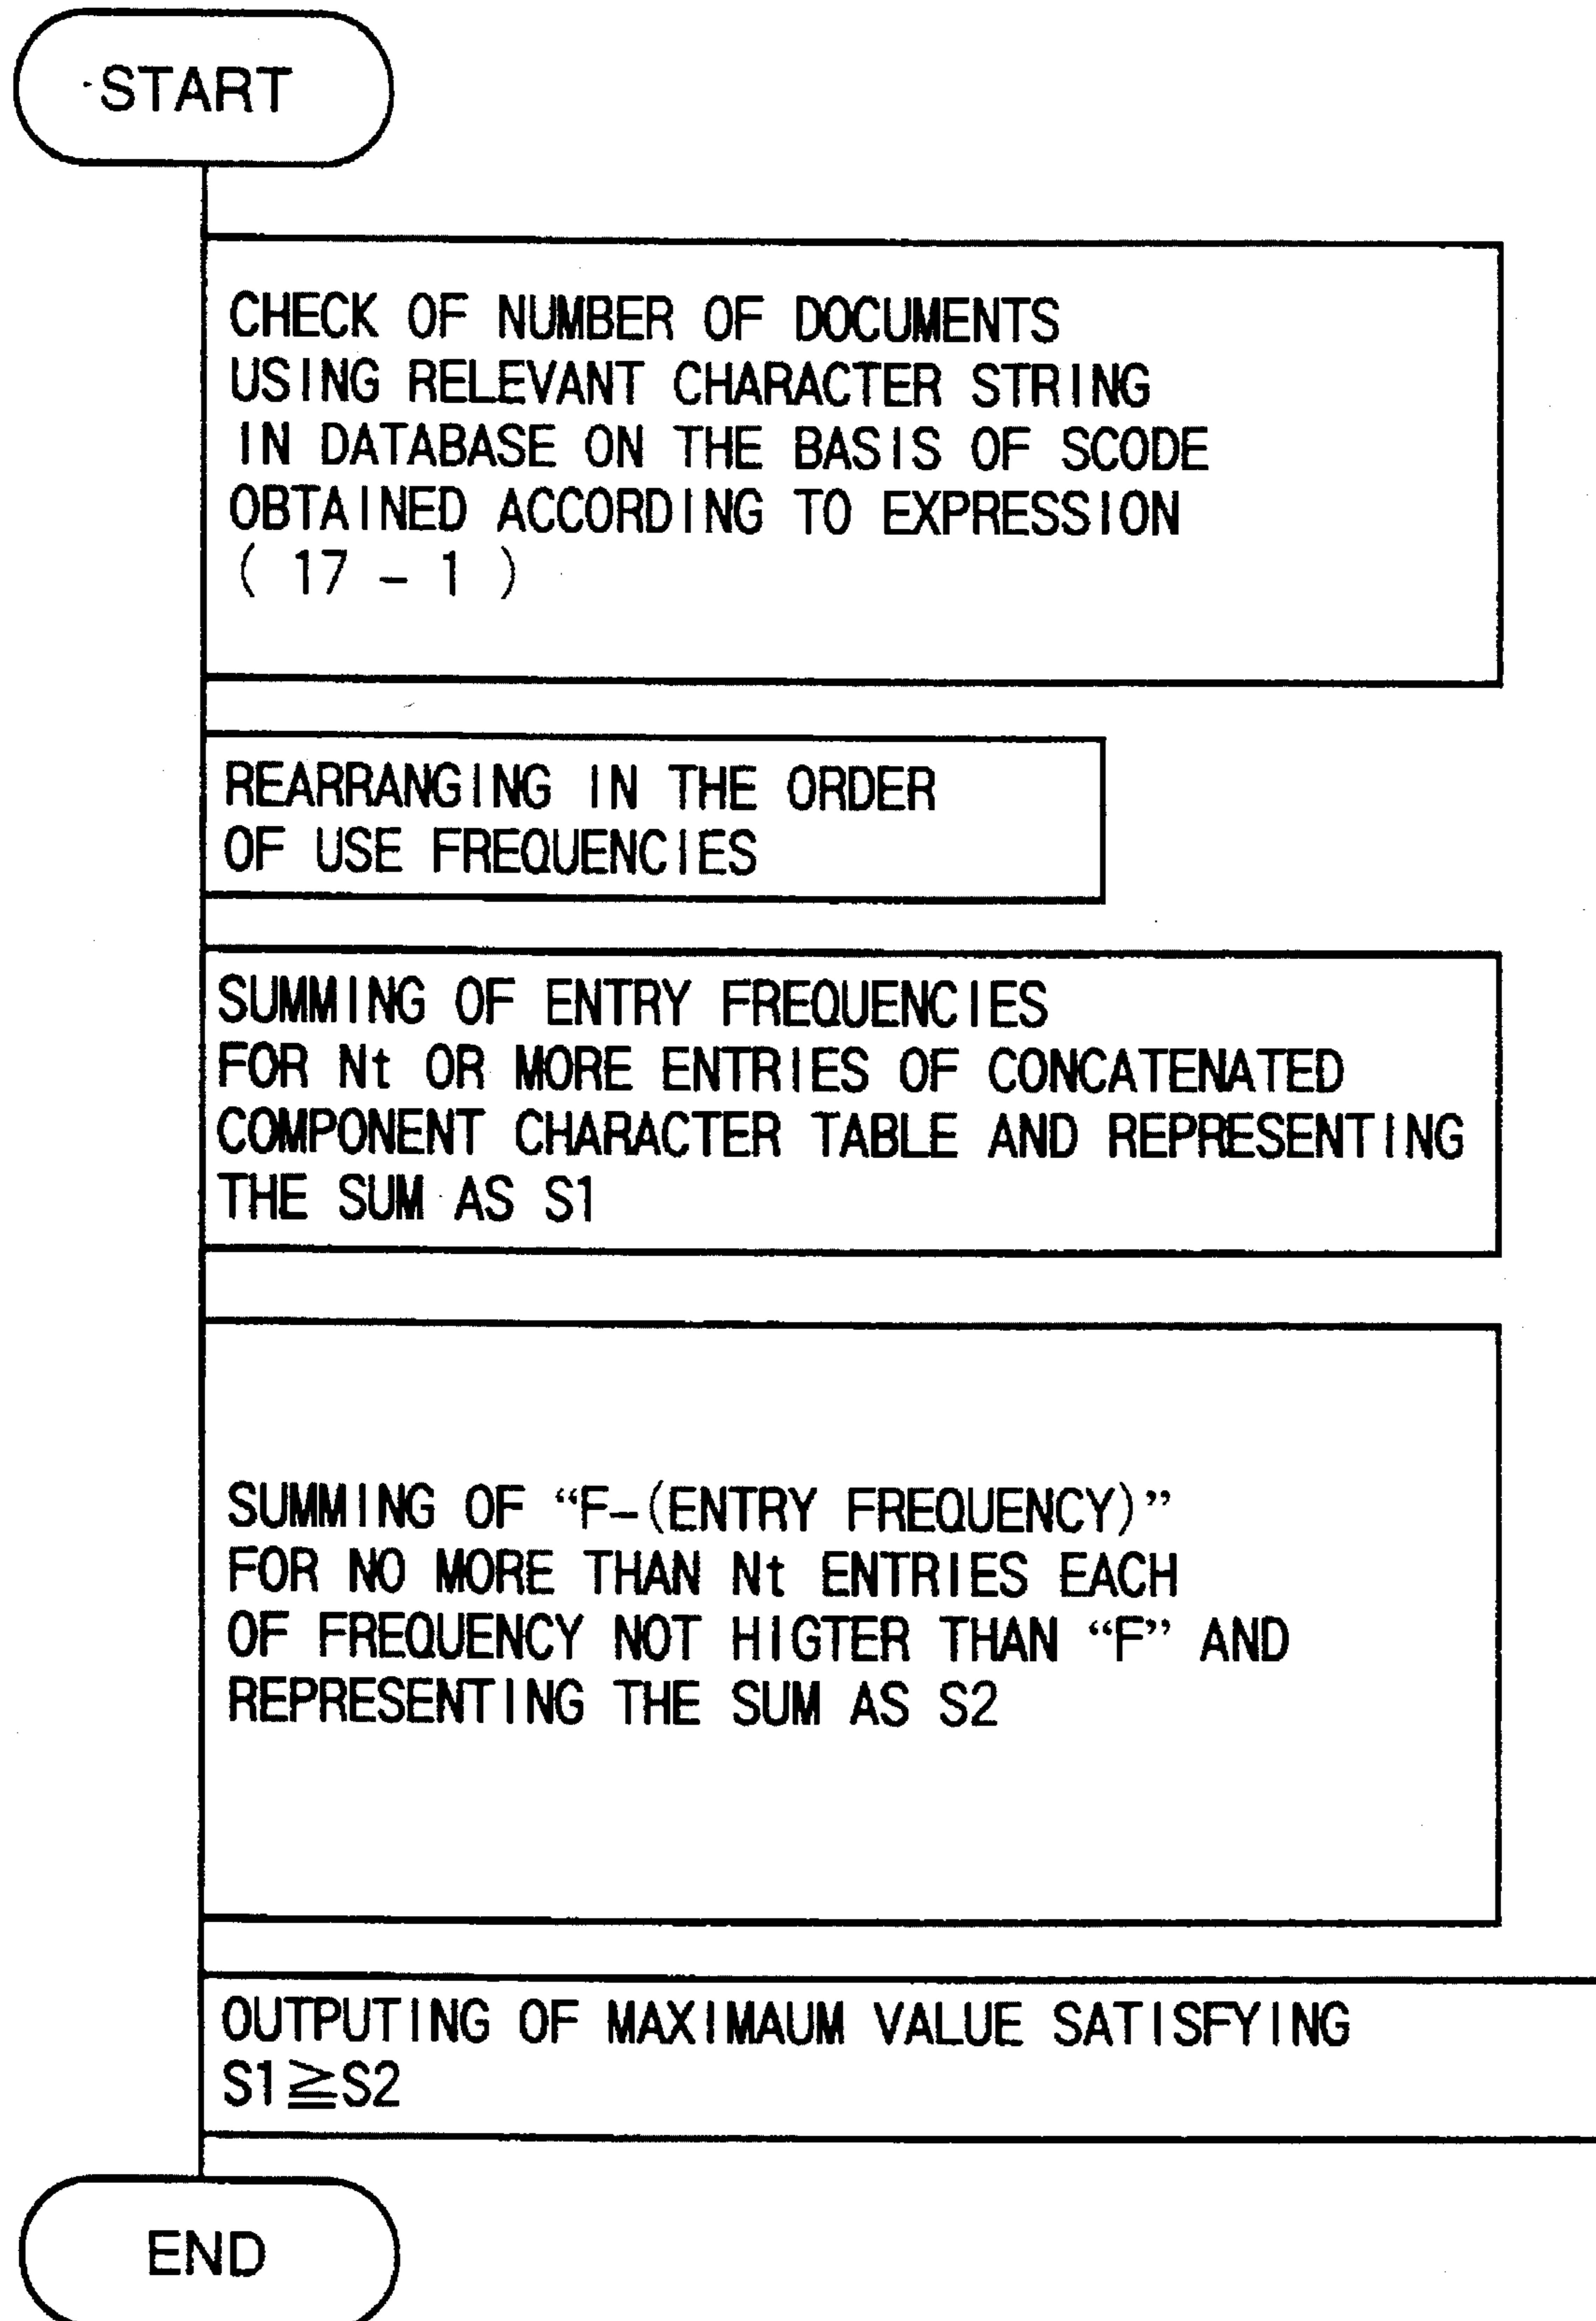 START
CHECK OF NUMBER OF DOCUMENTS
USING RELEVANT CHARACTER STRING
IN DATABASE ON THE BASIS OF SCODE
OBTAINED ACCORDING TO EXPRESSION
( 17 - 1 )
REARRANGING IN THE ORDER
OF USE FREQUENCIES
SUMMING OF ENTRY FREQUENCIES
FOR Nt OR MORE ENTRIES OF CONCATENATED
COMPONENT CHARACTER TABLE AND REPRESENTING
THE SUM AS S1
SUMMING OF “F-(ENTRY FREQUENCY)”
FOR NO MORE THAN Nt ENTRIES EACH
OF FREQUENCY NOT HIGTER THAN “F” AND
REPRESENTING THE SUM AS S2
OUTPUTING OF MAXIMAUM VALUE SATISFYING
S1≧S2
END